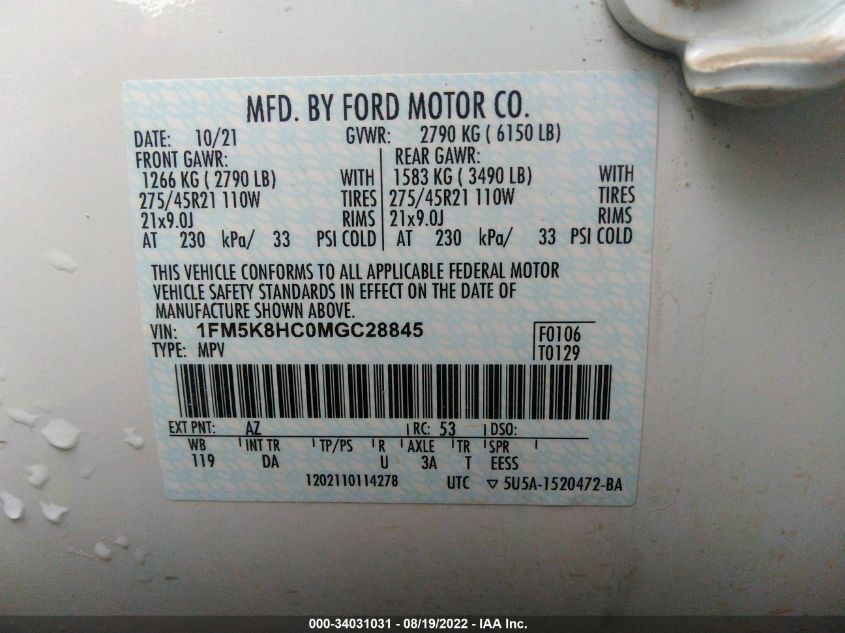 MFD. BY FORD MOTOR CO.
DATE: 10/21 GVWR: 2790 KG ( 6150 LB)
FRONT GAWR: REAR GAWR:
1266 KG ( 2790 LB) WITH 1583 KG ( 3490 LB) WITH
275/45R21 110W TIRES 275/45R21 110W TIRES
21x9.0J RIMS 21x9.0J RIMS
AT 230 kPa/ 33 PSI COLD AT 230 kPa/ 33 PSI COLD
THIS VEHICLE CONFORMS TO ALL APPLICABLE FEDERAL MOTOR
VEHICLE SAFETY STANDARDS IN EFFECT ON THE DATE OF
MANUFACTURE SHOWN ABOVE.
VIN: 1FM5K8HC0MGC28845 F0106
TYPE: MPV T0129
EXT PNT: AZ RC: 53 DSO:
WB INT TR TP/PS R AXLE TR SPR
119 DA U 3A T EESS
1202110114278 UTC ▽ 5U5A-1520472-BA
000-34031031 - 08/19/2022 - IAA Inc.